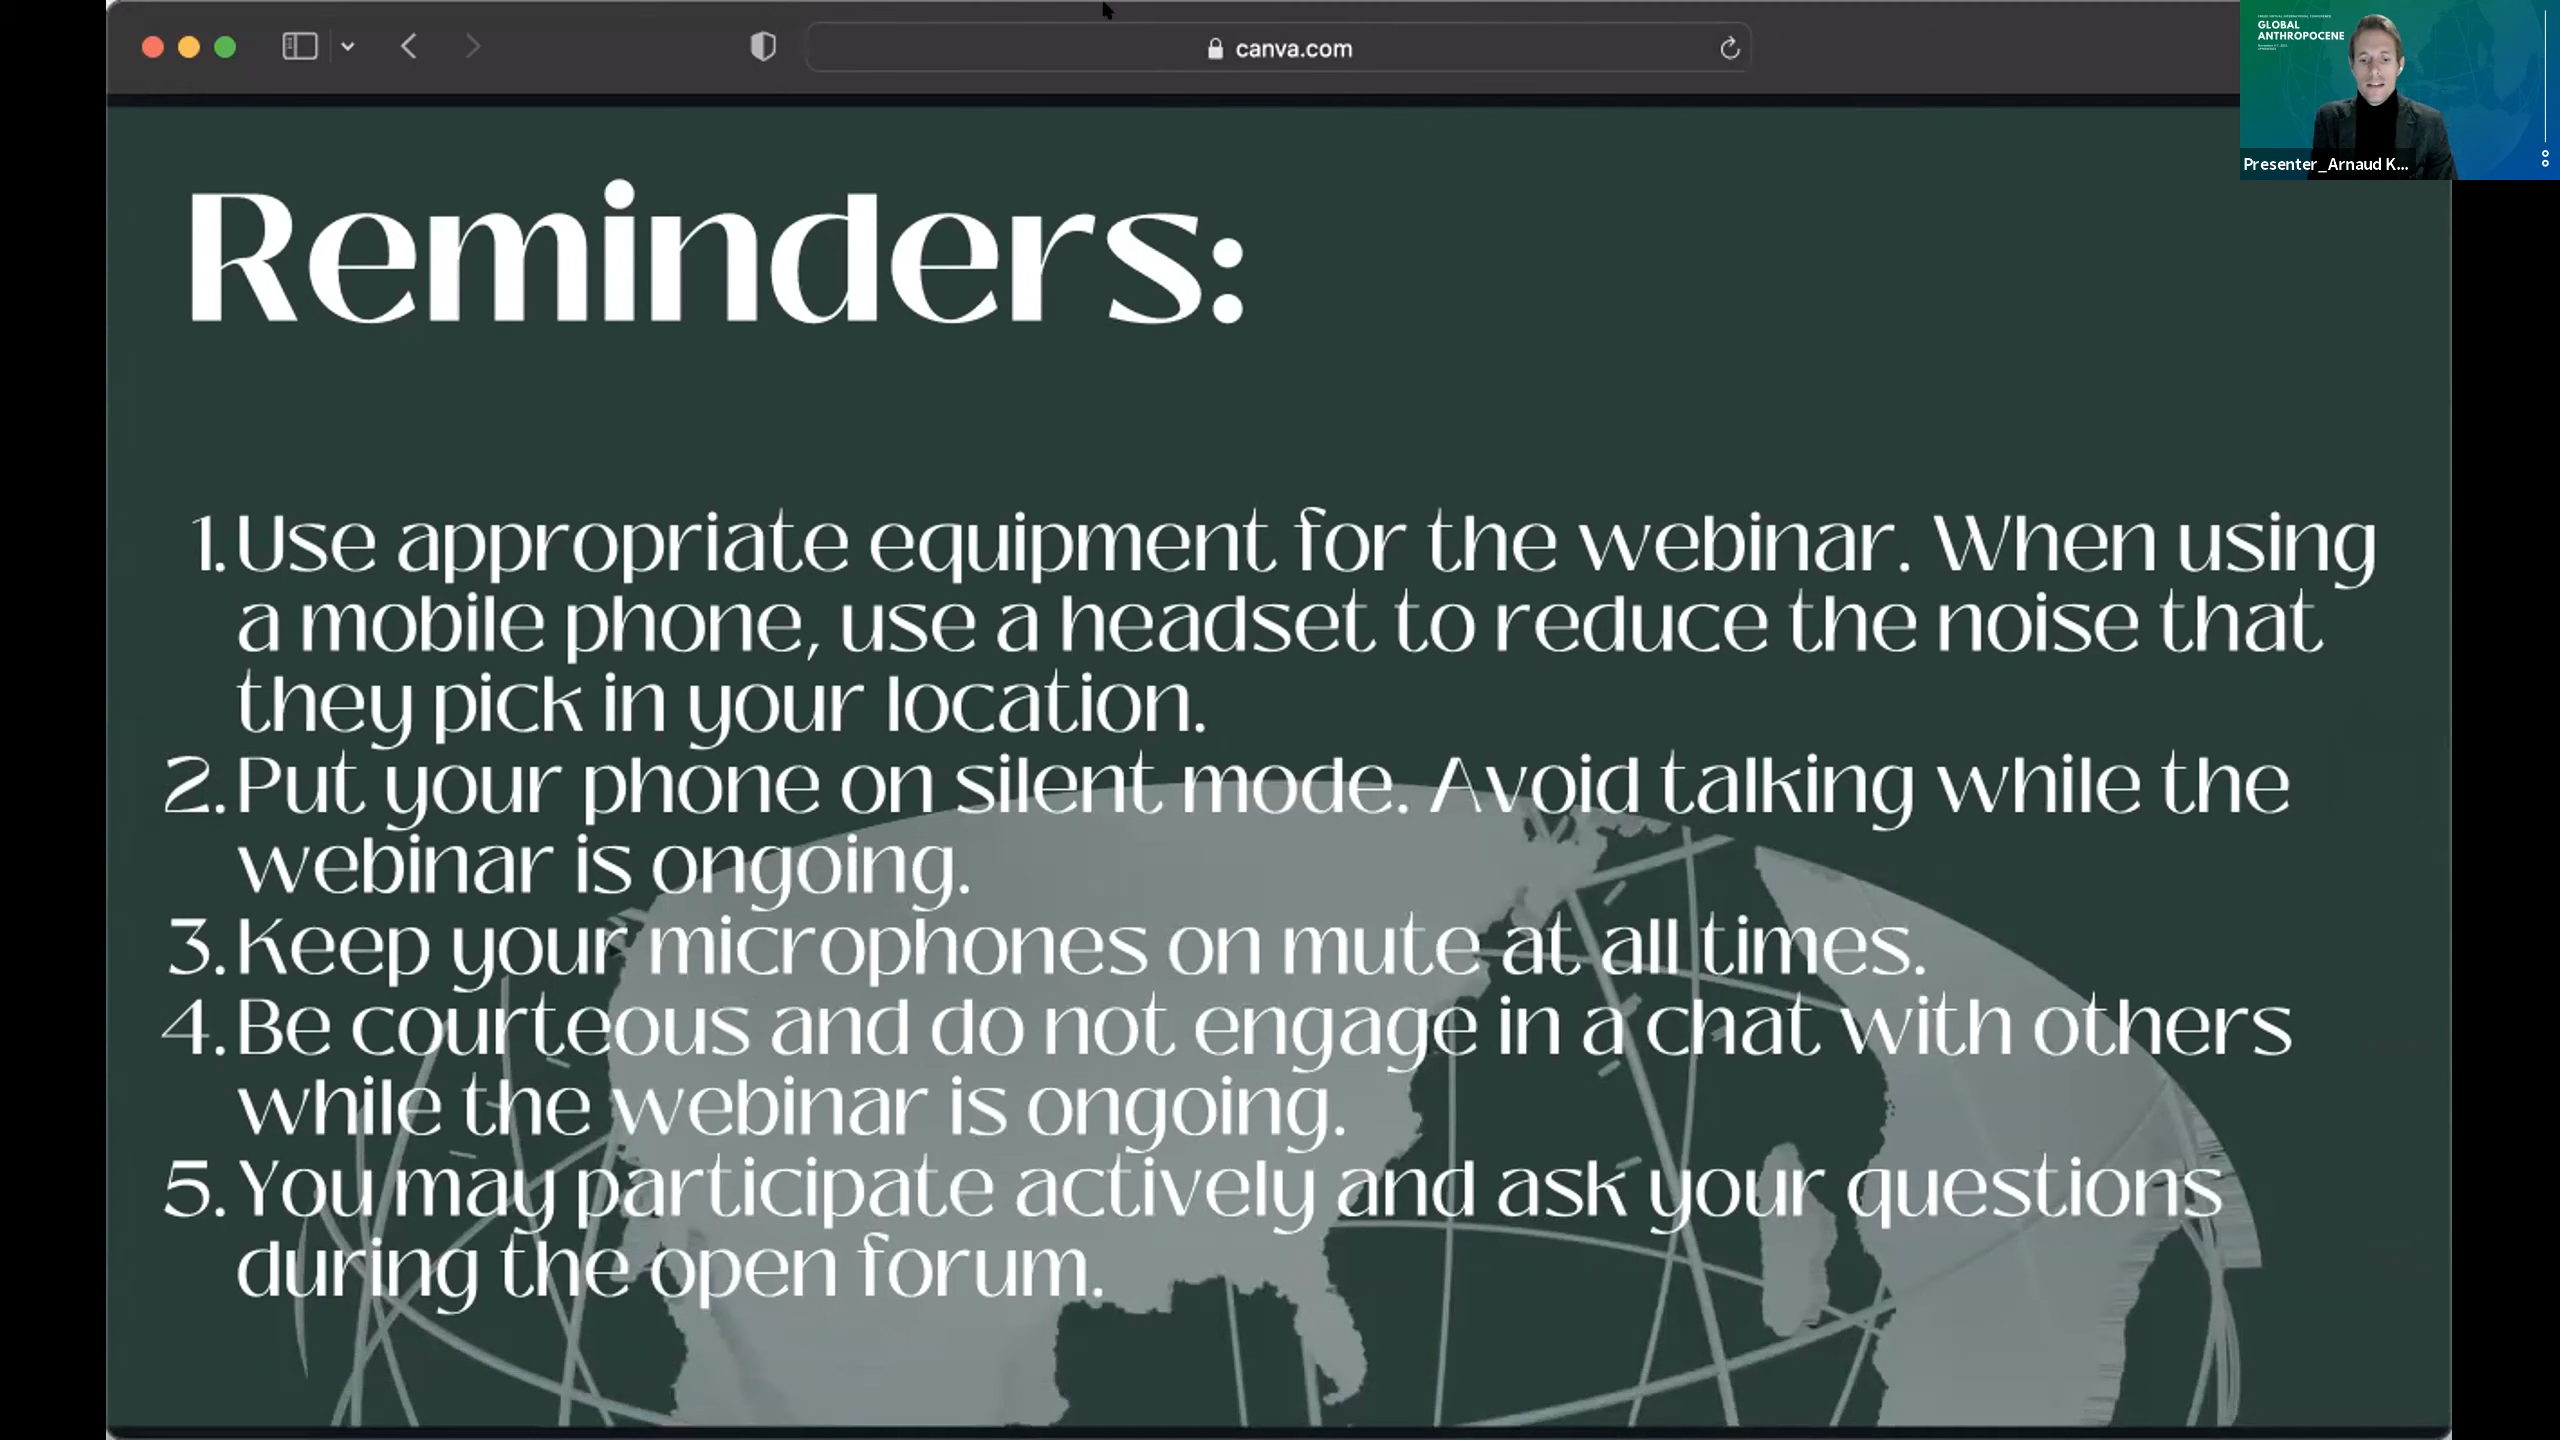 canva.com
GLOBAL
ANTHROPOCENE
Presenter_Arnaud K...
Reminders:
1. Use appropriate equipment for the webinar. When using
a mobile phone, use a headset to reduce the noise that
they pick in your location.
2. Put your phone on silent mode. Avoid talking while the
webinar is ongoing.
3. Keep your microphones on mute at all times.
4. Be courteous and do not engage in a chat with others
while the webinar is ongoing.
5. You may participate actively and ask your questions
during the open forum.